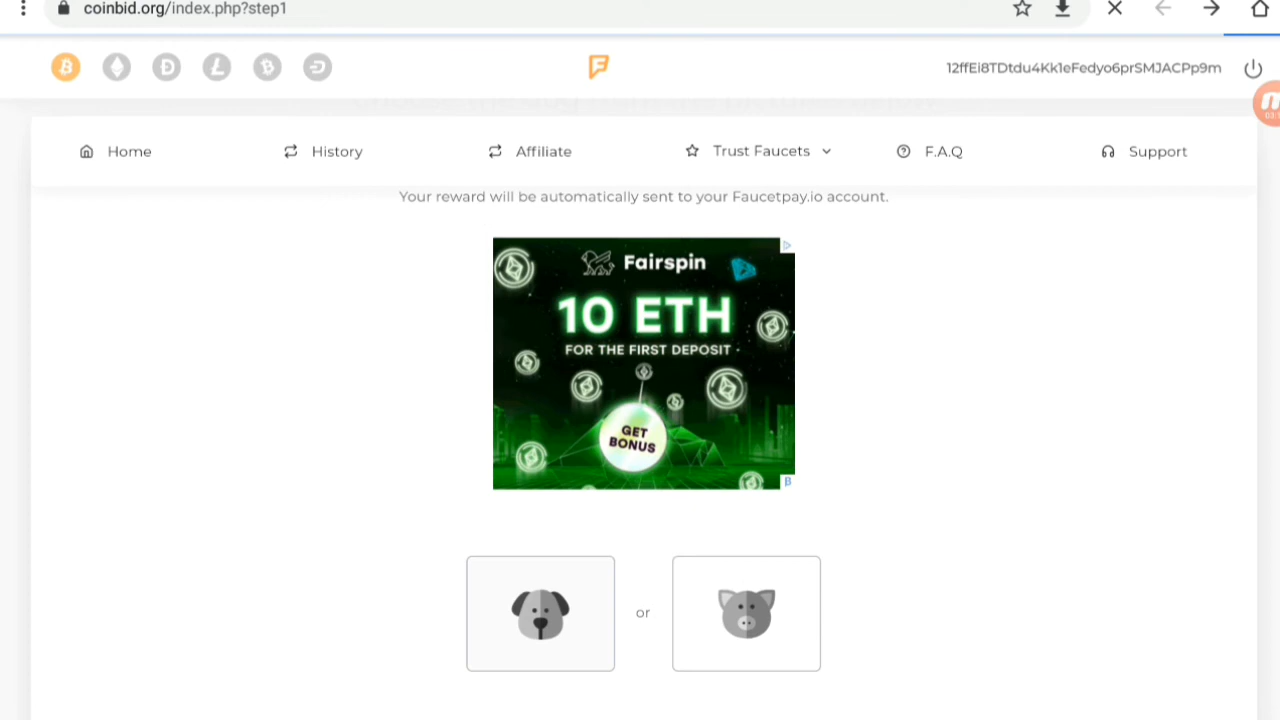 coinbid.org/index.php?step1
12ffEi8TDtdu4Kk1eFedyo6prSMJACPp9m
Home
History
Affiliate
Trust Faucets
F.A.Q
Support
03:
Your reward will be automatically sent to your Faucetpay.io account.
Fairspin
10 ETH
FOR THE FIRST DEPOSIT
GET
BONUS
B
or